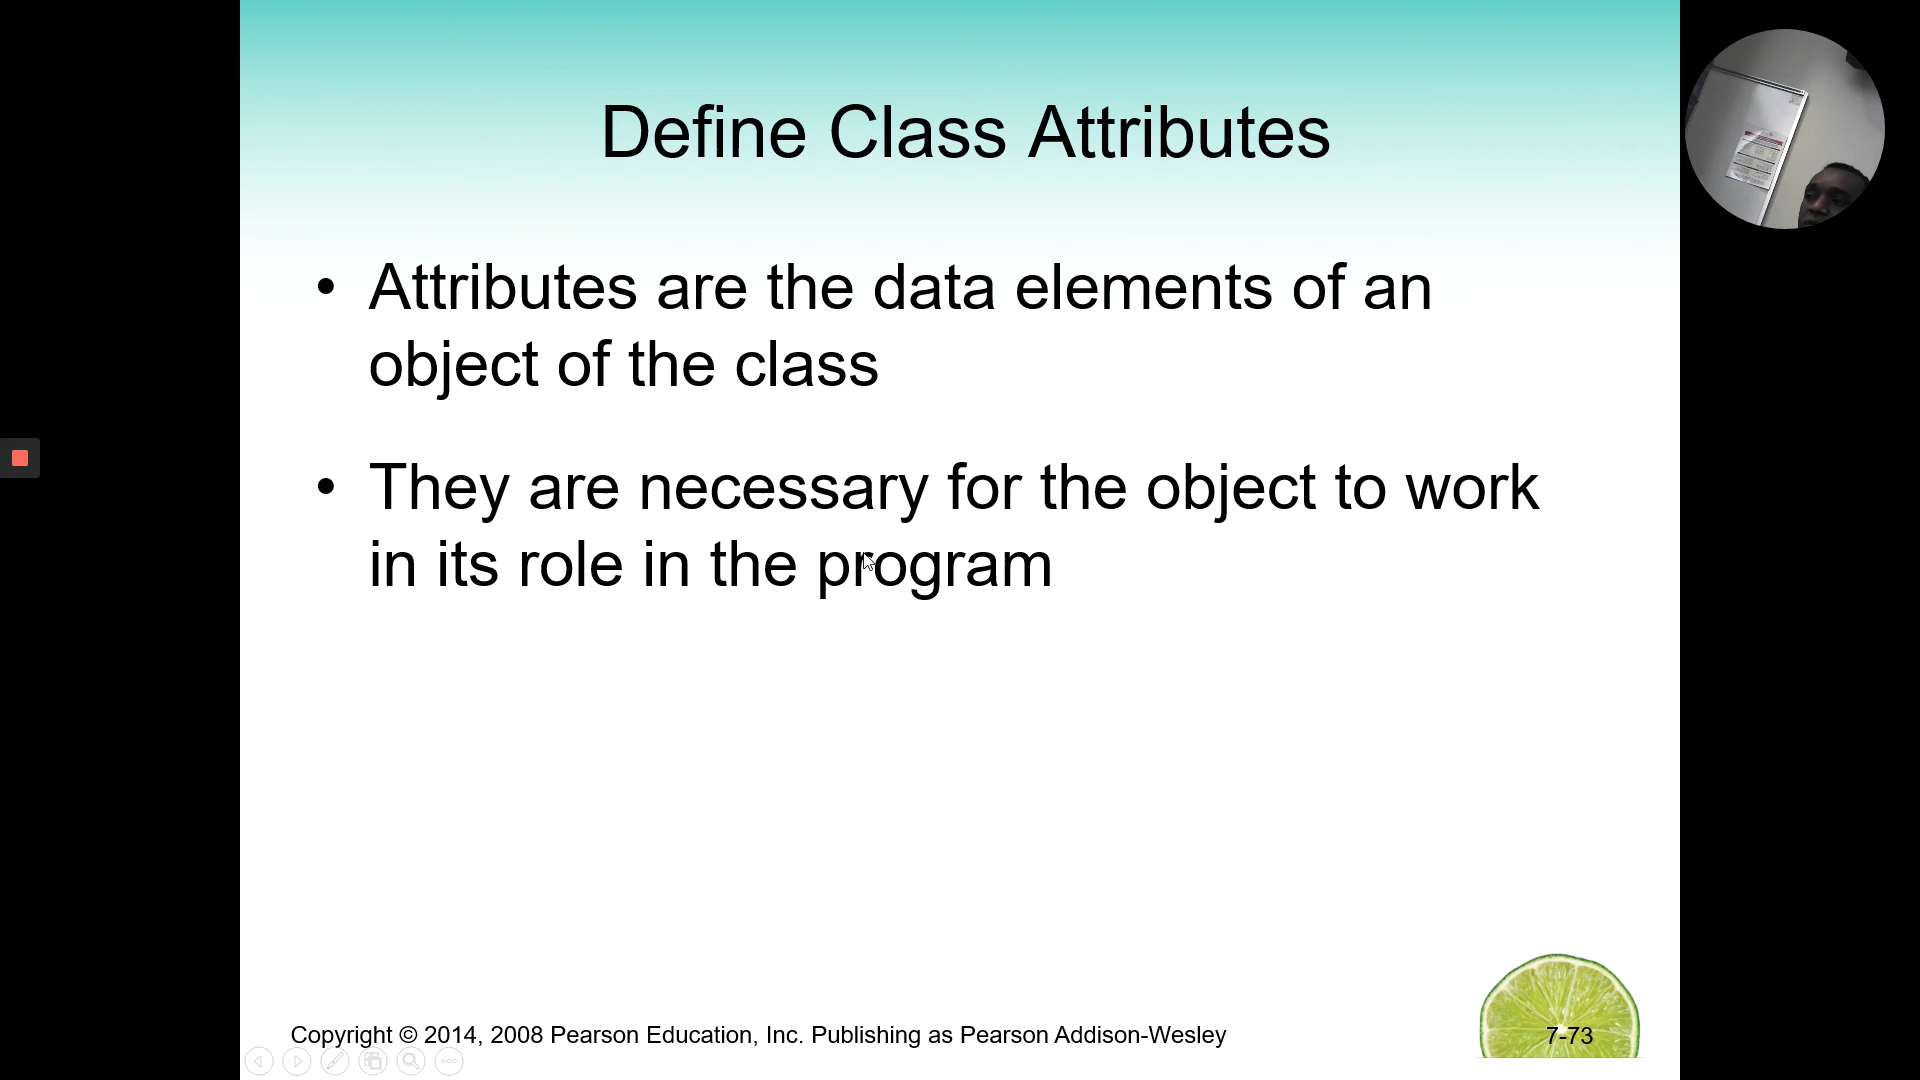 Define Class Attributes
• Attributes are the data elements of an
object of the class
• They are necessary for the object to work
in its role in the program
Copyright © 2014, 2008 Pearson Education, Inc. Publishing as Pearson Addison-Wesley
7-73